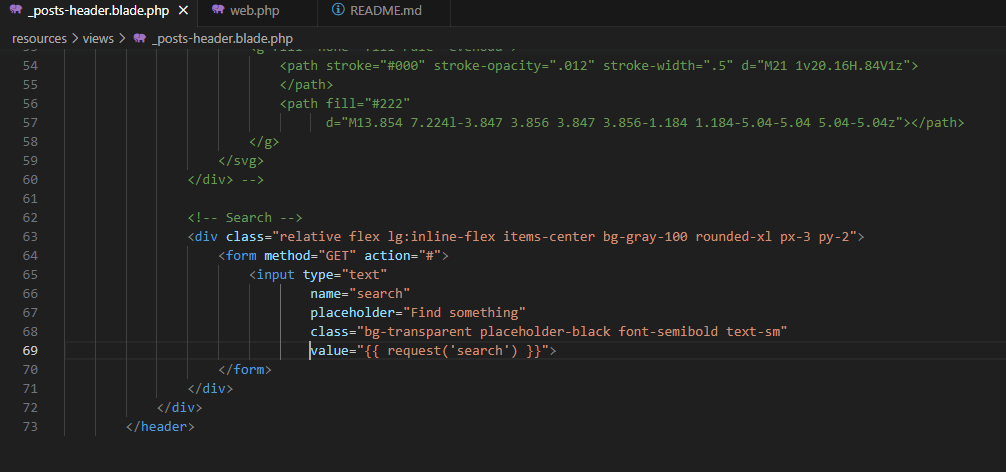 _posts-header.blade.php × web.php README.md
resources > views > _posts-header.blade.php
54 <path stroke="#000" stroke-opacity=".012" stroke-width=".5" d="M21 1v20.16H.84V1z">
55 </path>
56 <path fill="#222"
57 d="M13.854 7.224l-3.847 3.856 3.847 3.856-1.184 1.184-5.04-5.04 5.04-5.04z"></path>
58 </g>
59 </svg>
60 </div> -->
61
62 <!-- Search -->
63 <div class="relative flex lg:inline-flex items-center bg-gray-100 rounded-xl px-3 py-2">
64 <form method="GET" action="#">
65 <input type="text"
66 name="search"
67 placeholder="Find something"
68 class="bg-transparent placeholder-black font-semibold text-sm"
69 value="{{ request('search') }}">
70 </form>
71 </div>
72 </div>
73 </header>